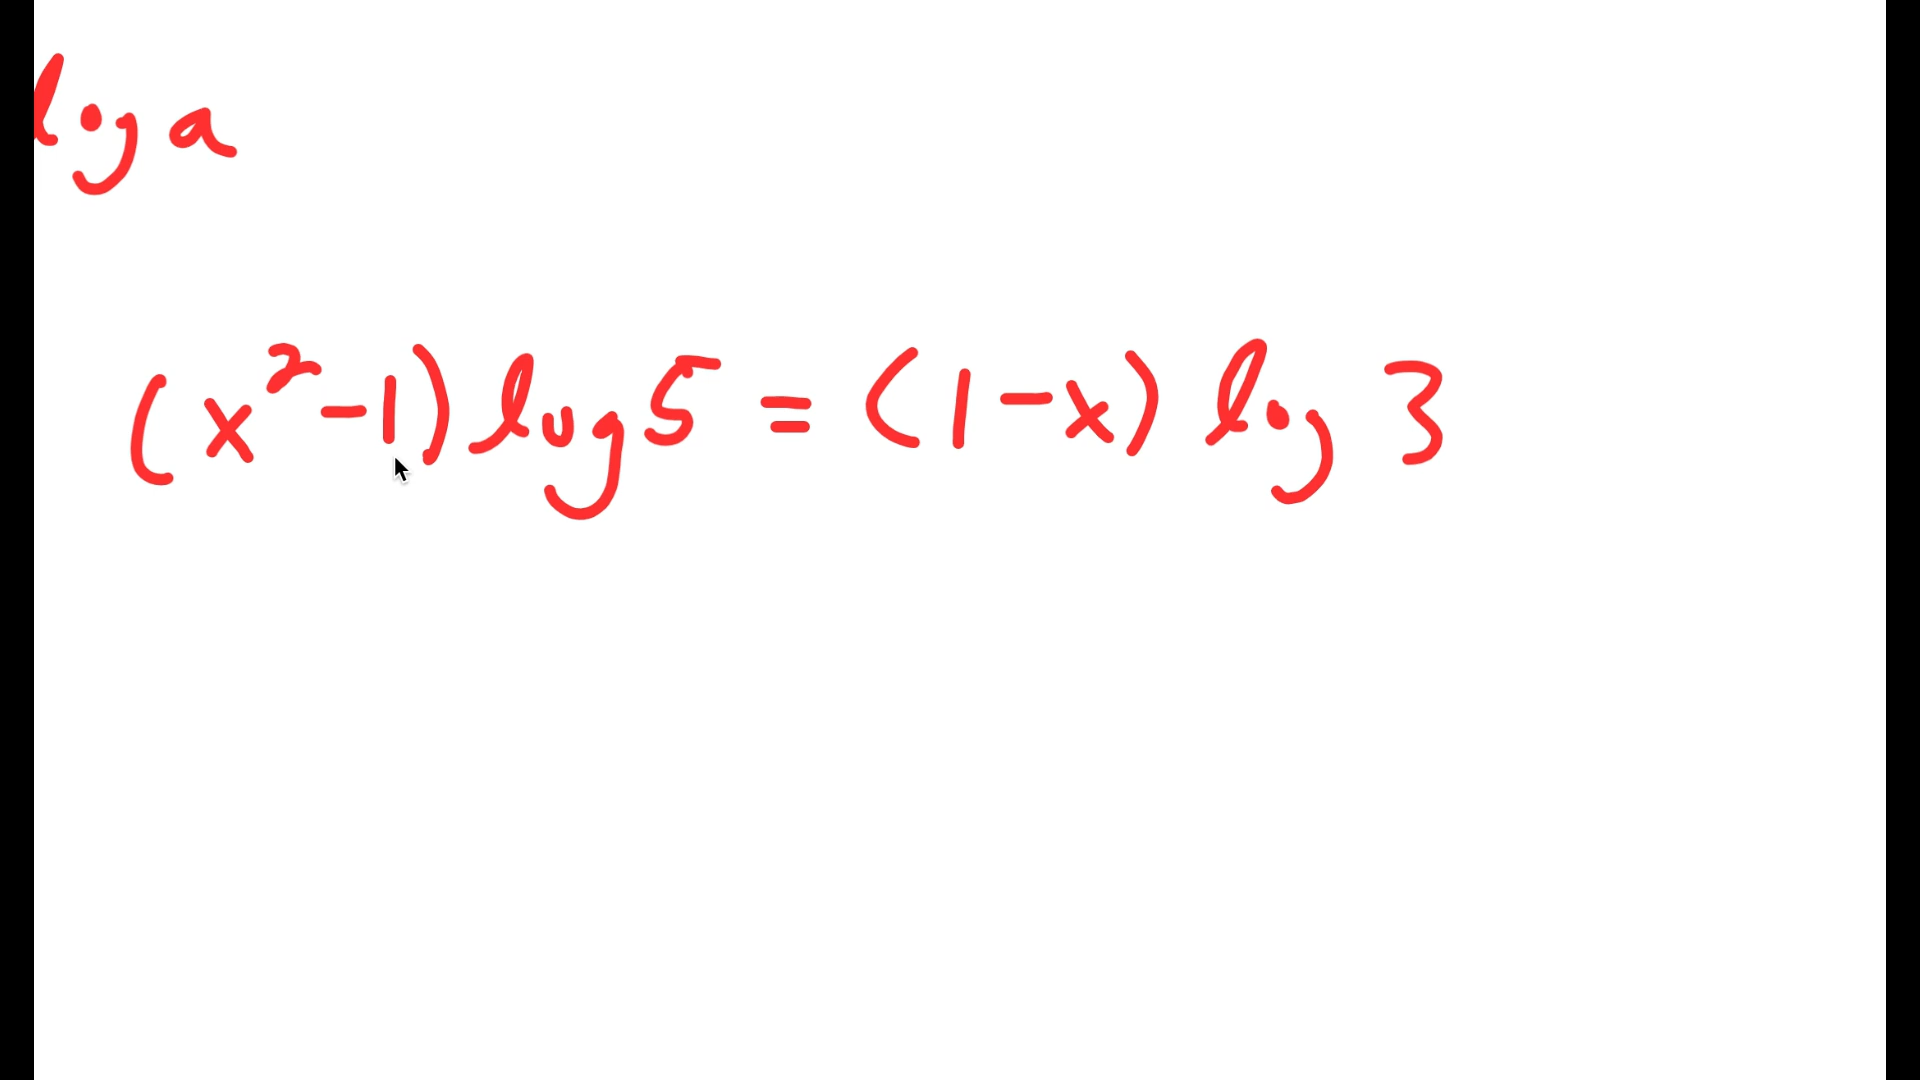 log a
(x²-1) log 5 = (1-x) log 3